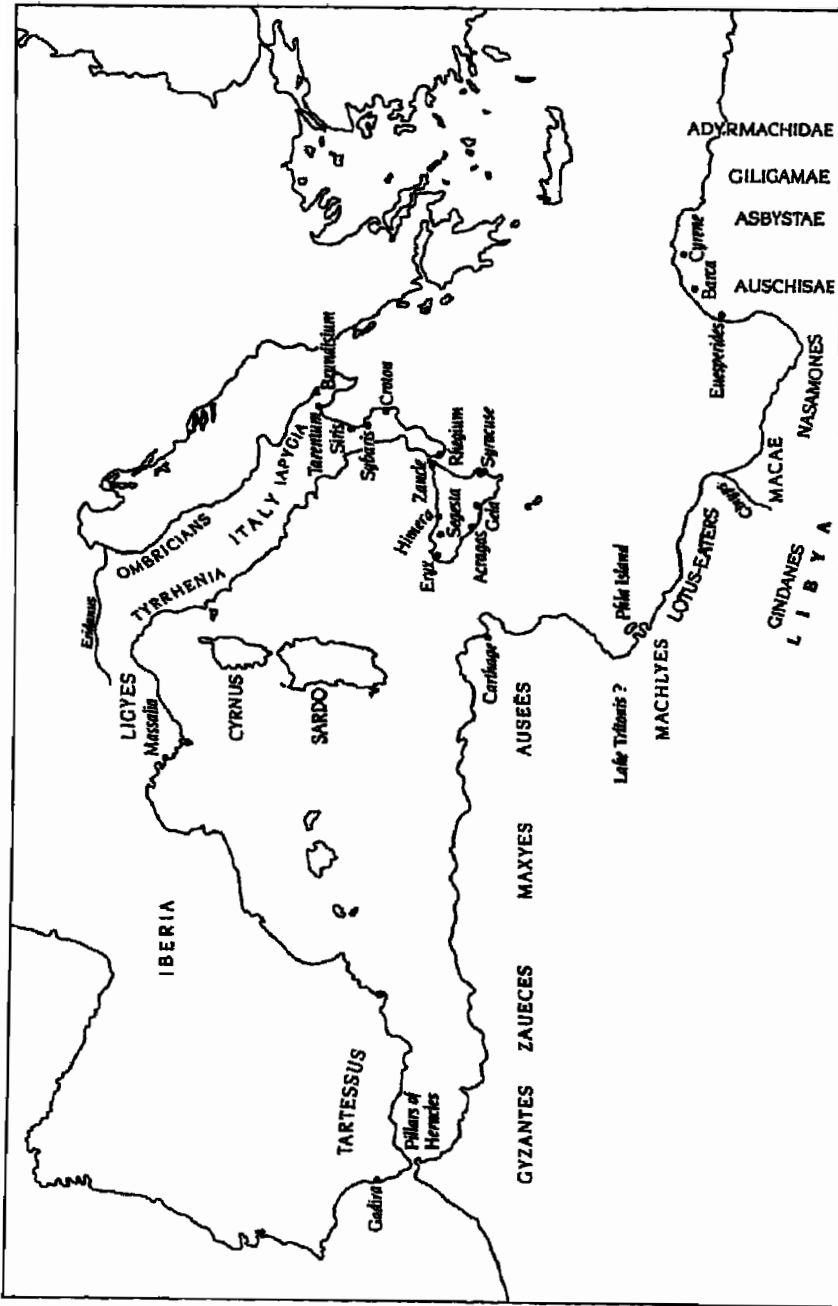 IBERIA
TARTESSUS
Gadira
Pillars of
Heracles
LIGYES
Massalia
Eridanus
OMBRICIANS
TYRRHENIA
ITALY
IAPYGIA
CYRNUS
SARDO
Brundisium
Tarentum
Siris
Sybaris
Croton
Rhegium
Zancle
Himera
Segesta
Eryx
Acragas
Gela
Syracuse
Carthage
GYZANTES
ZAUECES
MAXYES
AUSEËS
Lake Tritonis ?
MACHLYES
Phla Island
LOTUS-EATERS
GINDANES
LIBYA
Cinyps
MACAE
NASAMONES
Euesperides
Barca
Cyrene
AUSCHISAE
ASBYSTAE
GILIGAMAE
ADYRMACHIDAE